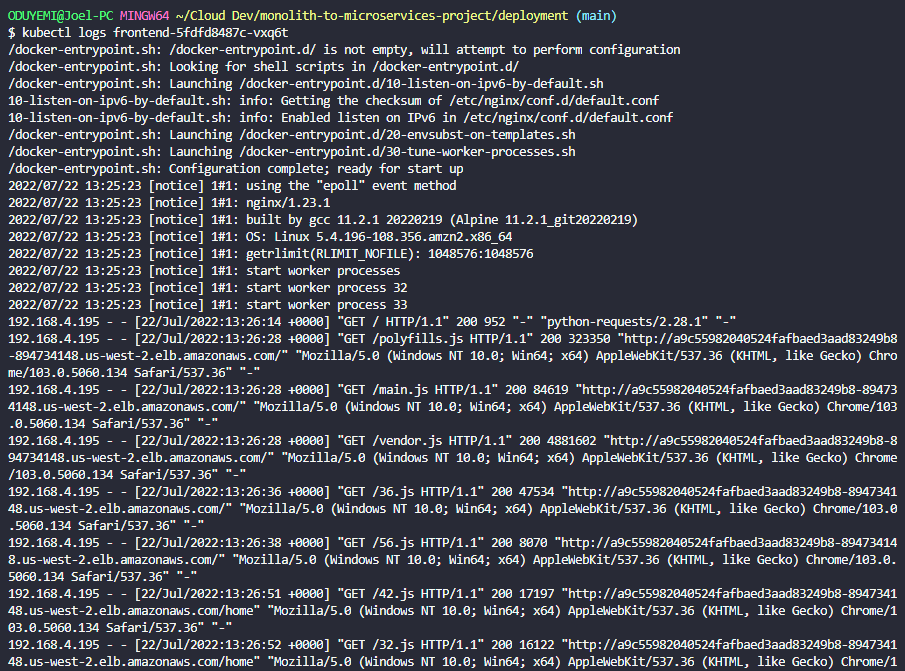 ODUYEMI@Joel-PC MINGW64 ~/Cloud Dev/monolith-to-microservices-project/deployment (main)
$ kubectl logs frontend-5fdfd8487c-vxq6t
/docker-entrypoint.sh: /docker-entrypoint.d/ is not empty, will attempt to perform configuration
/docker-entrypoint.sh: Looking for shell scripts in /docker-entrypoint.d/
/docker-entrypoint.sh: Launching /docker-entrypoint.d/10-listen-on-ipv6-by-default.sh
10-listen-on-ipv6-by-default.sh: info: Getting the checksum of /etc/nginx/conf.d/default.conf
10-listen-on-ipv6-by-default.sh: info: Enabled listen on IPv6 in /etc/nginx/conf.d/default.conf
/docker-entrypoint.sh: Launching /docker-entrypoint.d/20-envsubst-on-templates.sh
/docker-entrypoint.sh: Launching /docker-entrypoint.d/30-tune-worker-processes.sh
/docker-entrypoint.sh: Configuration complete; ready for start up
2022/07/22 13:25:23 [notice] 1#1: using the "epoll" event method
2022/07/22 13:25:23 [notice] 1#1: nginx/1.23.1
2022/07/22 13:25:23 [notice] 1#1: built by gcc 11.2.1 20220219 (Alpine 11.2.1_git20220219)
2022/07/22 13:25:23 [notice] 1#1: OS: Linux 5.4.196-108.356.amzn2.x86_64
2022/07/22 13:25:23 [notice] 1#1: getrlimit(RLIMIT_NOFILE): 1048576:1048576
2022/07/22 13:25:23 [notice] 1#1: start worker processes
2022/07/22 13:25:23 [notice] 1#1: start worker process 32
2022/07/22 13:25:23 [notice] 1#1: start worker process 33
192.168.4.195 - - [22/Jul/2022:13:26:14 +0000] "GET / HTTP/1.1" 200 952 "-" "python-requests/2.28.1" "-"
192.168.4.195 - - [22/Jul/2022:13:26:28 +0000] "GET /polyfills.js HTTP/1.1" 200 323350 "http://a9c55982040524fafbaed3aad83249b8
-894734148.us-west-2.elb.amazonaws.com/" "Mozilla/5.0 (Windows NT 10.0; Win64; x64) AppleWebKit/537.36 (KHTML, like Gecko) Chro
me/103.0.5060.134 Safari/537.36" "-"
192.168.4.195 - - [22/Jul/2022:13:26:28 +0000] "GET /main.js HTTP/1.1" 200 84619 "http://a9c55982040524fafbaed3aad83249b8-89473
4148.us-west-2.elb.amazonaws.com/" "Mozilla/5.0 (Windows NT 10.0; Win64; x64) AppleWebKit/537.36 (KHTML, like Gecko) Chrome/103
.0.5060.134 Safari/537.36" "-"
192.168.4.195 - - [22/Jul/2022:13:26:28 +0000] "GET /vendor.js HTTP/1.1" 200 4881602 "http://a9c55982040524fafbaed3aad83249b8-8
94734148.us-west-2.elb.amazonaws.com/" "Mozilla/5.0 (Windows NT 10.0; Win64; x64) AppleWebKit/537.36 (KHTML, like Gecko) Chrome
/103.0.5060.134 Safari/537.36" "-"
192.168.4.195 - - [22/Jul/2022:13:26:36 +0000] "GET /36.js HTTP/1.1" 200 47534 "http://a9c55982040524fafbaed3aad83249b8-8947341
48.us-west-2.elb.amazonaws.com/" "Mozilla/5.0 (Windows NT 10.0; Win64; x64) AppleWebKit/537.36 (KHTML, like Gecko) Chrome/103.0
.5060.134 Safari/537.36" "-"
192.168.4.195 - - [22/Jul/2022:13:26:38 +0000] "GET /56.js HTTP/1.1" 200 8070 "http://a9c55982040524fafbaed3aad83249b8-89473414
8.us-west-2.elb.amazonaws.com/" "Mozilla/5.0 (Windows NT 10.0; Win64; x64) AppleWebKit/537.36 (KHTML, like Gecko) Chrome/103.0.
5060.134 Safari/537.36" "-"
192.168.4.195 - - [22/Jul/2022:13:26:51 +0000] "GET /42.js HTTP/1.1" 200 17197 "http://a9c55982040524fafbaed3aad83249b8-8947341
48.us-west-2.elb.amazonaws.com/home" "Mozilla/5.0 (Windows NT 10.0; Win64; x64) AppleWebKit/537.36 (KHTML, like Gecko) Chrome/1
03.0.5060.134 Safari/537.36" "-"
192.168.4.195 - - [22/Jul/2022:13:26:52 +0000] "GET /32.js HTTP/1.1" 200 16122 "http://a9c55982040524fafbaed3aad83249b8-8947341
48.us-west-2.elb.amazonaws.com/home" "Mozilla/5.0 (Windows NT 10.0; Win64; x64) AppleWebKit/537.36 (KHTML, like Gecko) Chrome/1